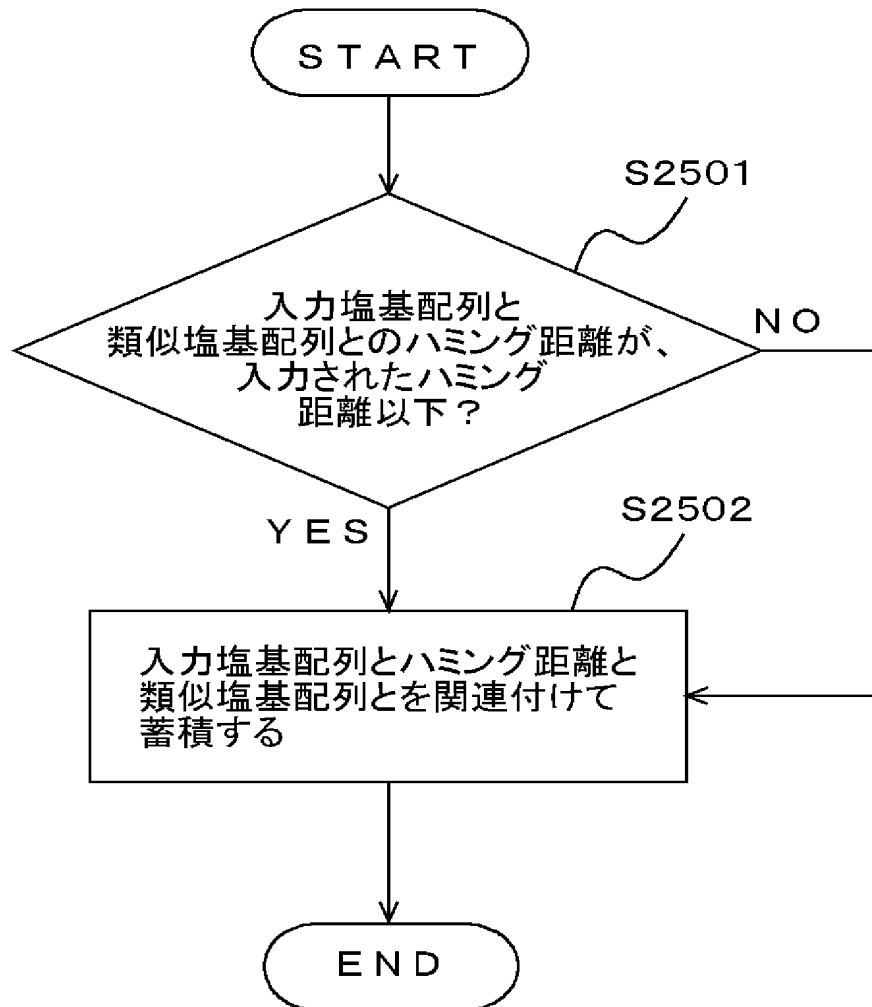 START
S2501
入力塩基配列と
類似塩基配列とのハミング距離が、
入力されたハミング
距離以下？
NO
YES
S2502
入力塩基配列とハミング距離と
類似塩基配列とを関連付けて
蓄積する
END